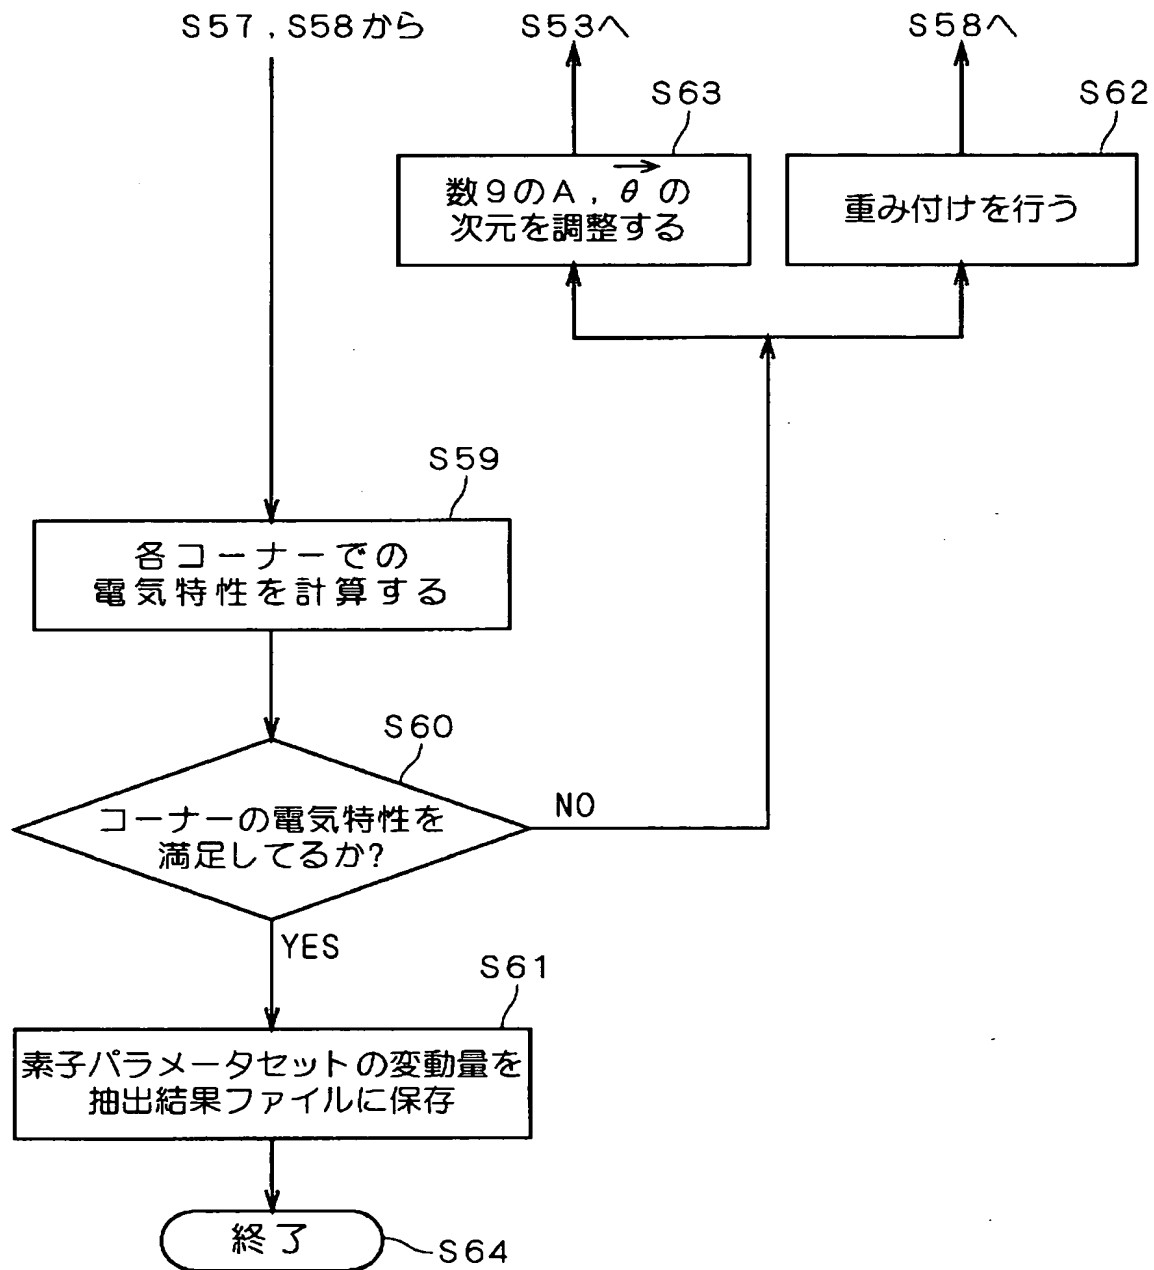 S57,S58から
S53へ
S58へ
S63
S62
数9のA,θの
次元を調整する
重み付けを行う
S59
各コーナーでの
電気特性を計算する
S60
コーナーの電気特性を
満足してるか?
NO
YES
S61
素子パラメータセットの変動量を
抽出結果ファイルに保存
終了
S64